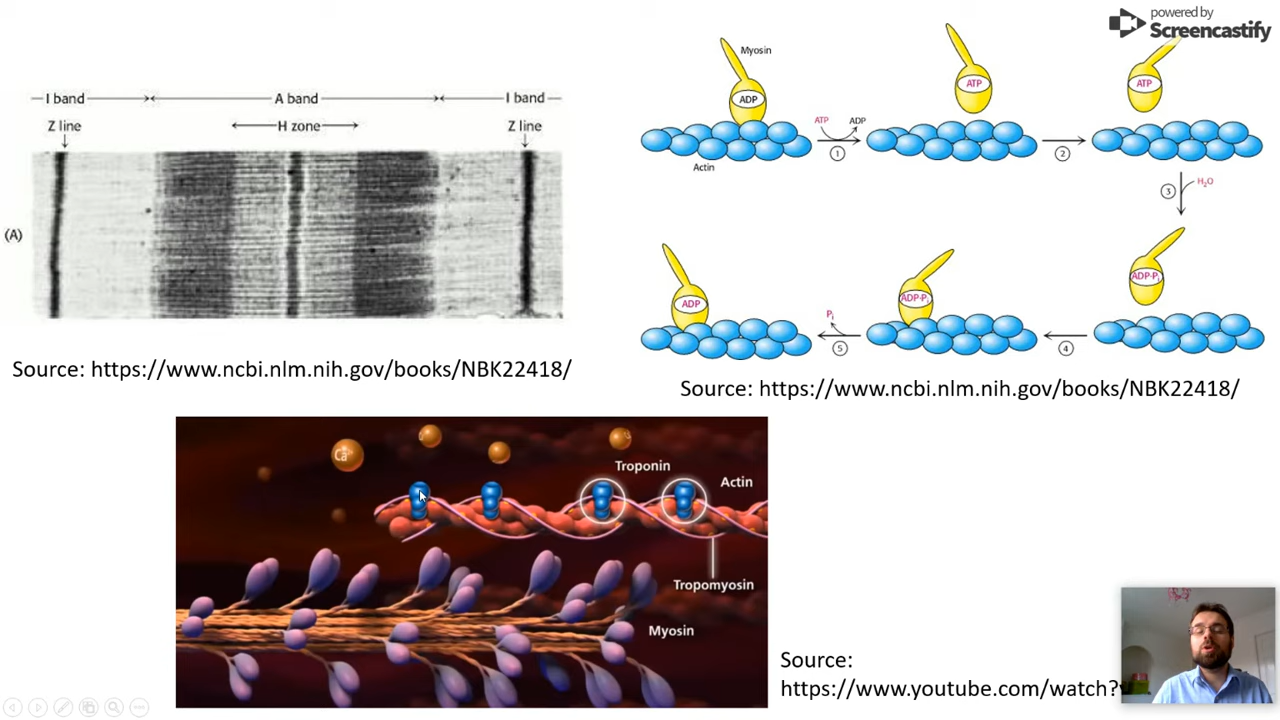 powered by
Screencastify
I band
A band
I band
Z line
H zone
Z line
(A)
Source: https://www.ncbi.nlm.nih.gov/books/NBK22418/
Myosin
ADP
ATP
ADP
1
Actin
ATP
2
ATP
3
H₂O
ADP-Pi
4
ADP-Pi
Pi
5
ADP
Source: https://www.ncbi.nlm.nih.gov/books/NBK22418/
Troponin
Actin
Tropomyosin
Myosin
Source:
https://www.youtube.com/watch?